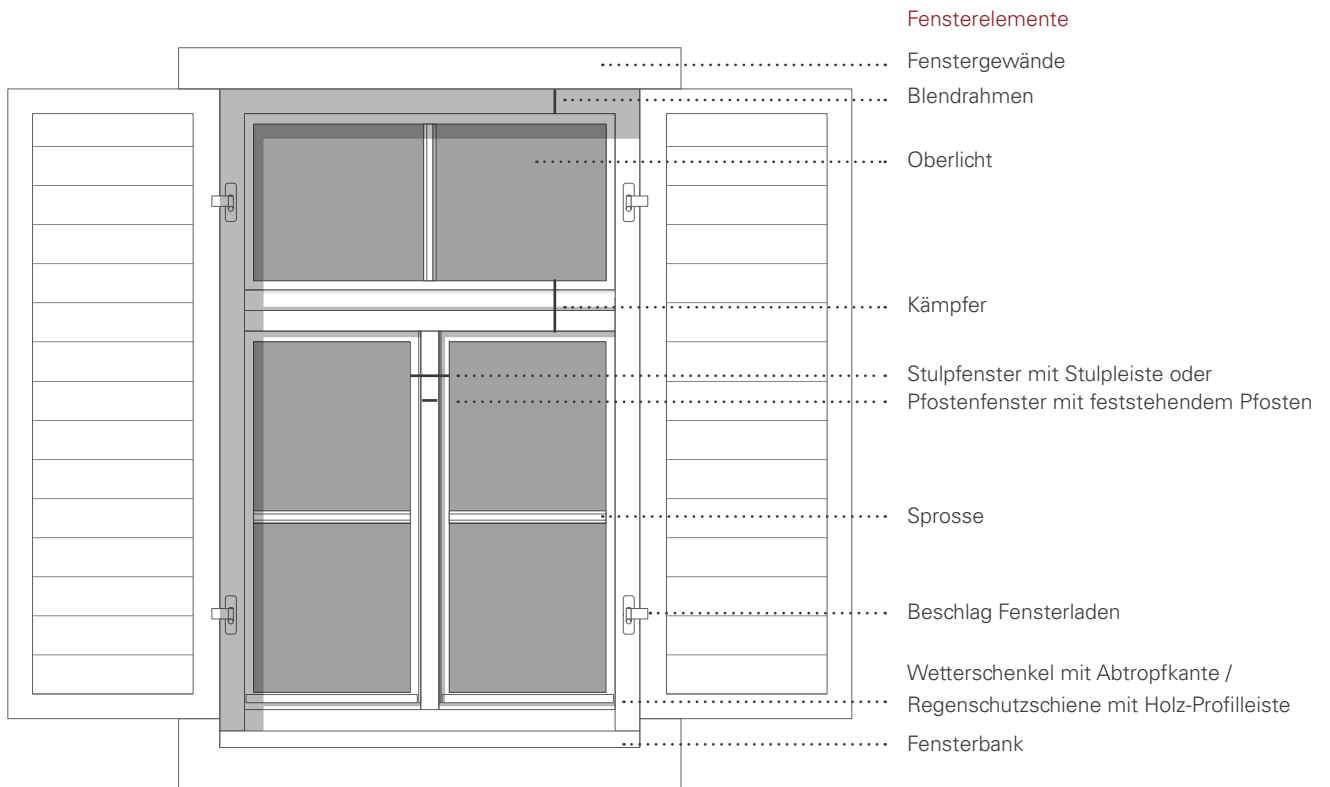 Fensterelemente
Fenstergewände
Blendrahmen
Oberlicht
Kämpfer
Stulpfenster mit Stulpleiste oder
Pfostenfenster mit feststehendem Pfosten
Sprosse
Beschlag Fensterladen
Wetterschenkel mit Abtropfkante /
Regenschutzschiene mit Holz-Profilleiste
Fensterbank